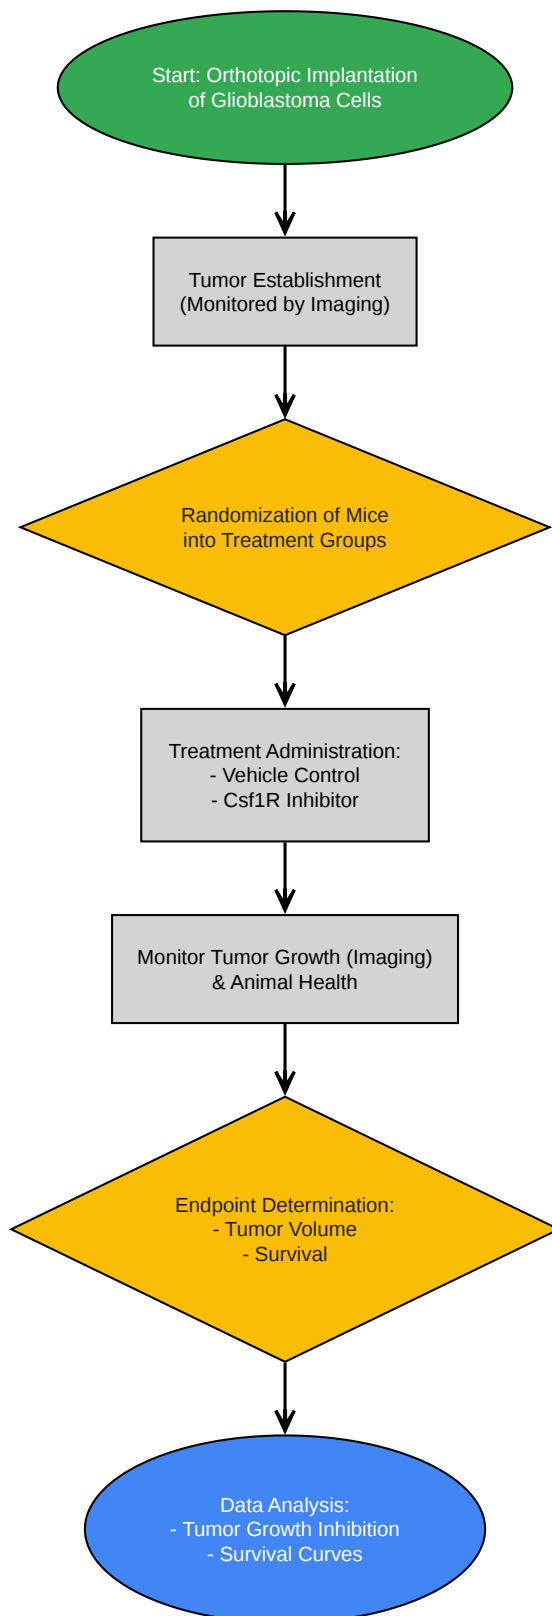 Start: Orthotopic Implantation
of Glioblastoma Cells
Tumor Establishment
(Monitored by Imaging)
Randomization of Mice
into Treatment Groups
Treatment Administration:
- Vehicle Control
- Csf1R Inhibitor
Monitor Tumor Growth (Imaging)
& Animal Health
Endpoint Determination:
- Tumor Volume
- Survival
Data Analysis:
- Tumor Growth Inhibition
- Survival Curves